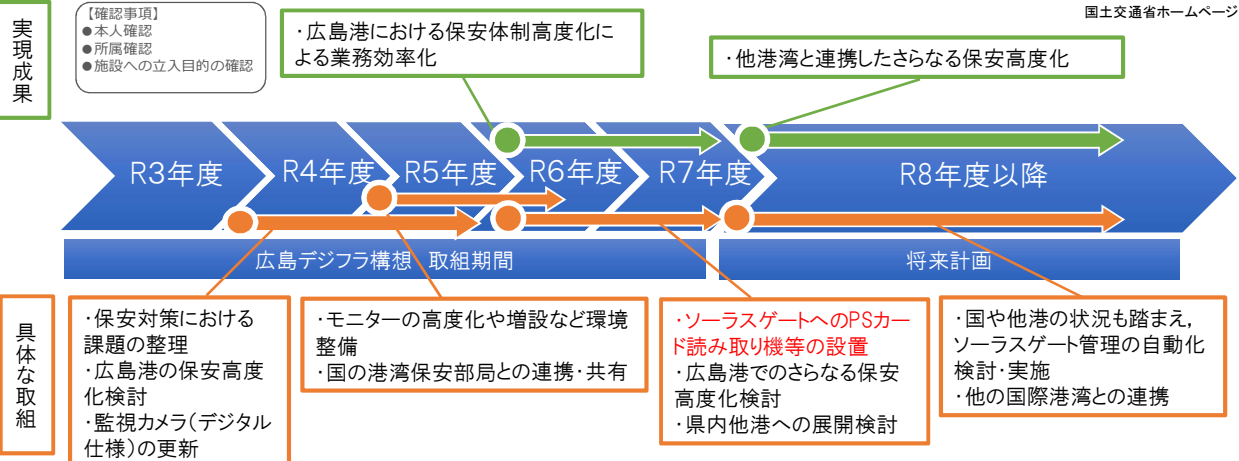 国土交通省ホームページ
実現成果
【確認事項】
●本人確認
●所属確認
●施設への立入目的の確認
・広島港における保安体制高度化に
よる業務効率化
・他港湾と連携したさらなる保安高度化
R3年度
R4年度
R5年度
R6年度
R7年度
R8年度以降
広島デジフラ構想 取組期間
将来計画
具体な取組
・保安対策における
課題の整理
・広島港の保安高度
化検討
・監視カメラ(デジタル
仕様)の更新
・モニターの高度化や増設など環境
整備
・国の港湾保安部局との連携・共有
・ソーラスゲートへのPSカー
ド読み取り機等の設置
・広島港でのさらなる保安
高度化検討
・県内他港への展開検討
・国や他港の状況も踏まえ,
ソーラスゲート管理の自動化
検討・実施
・他の国際港湾との連携